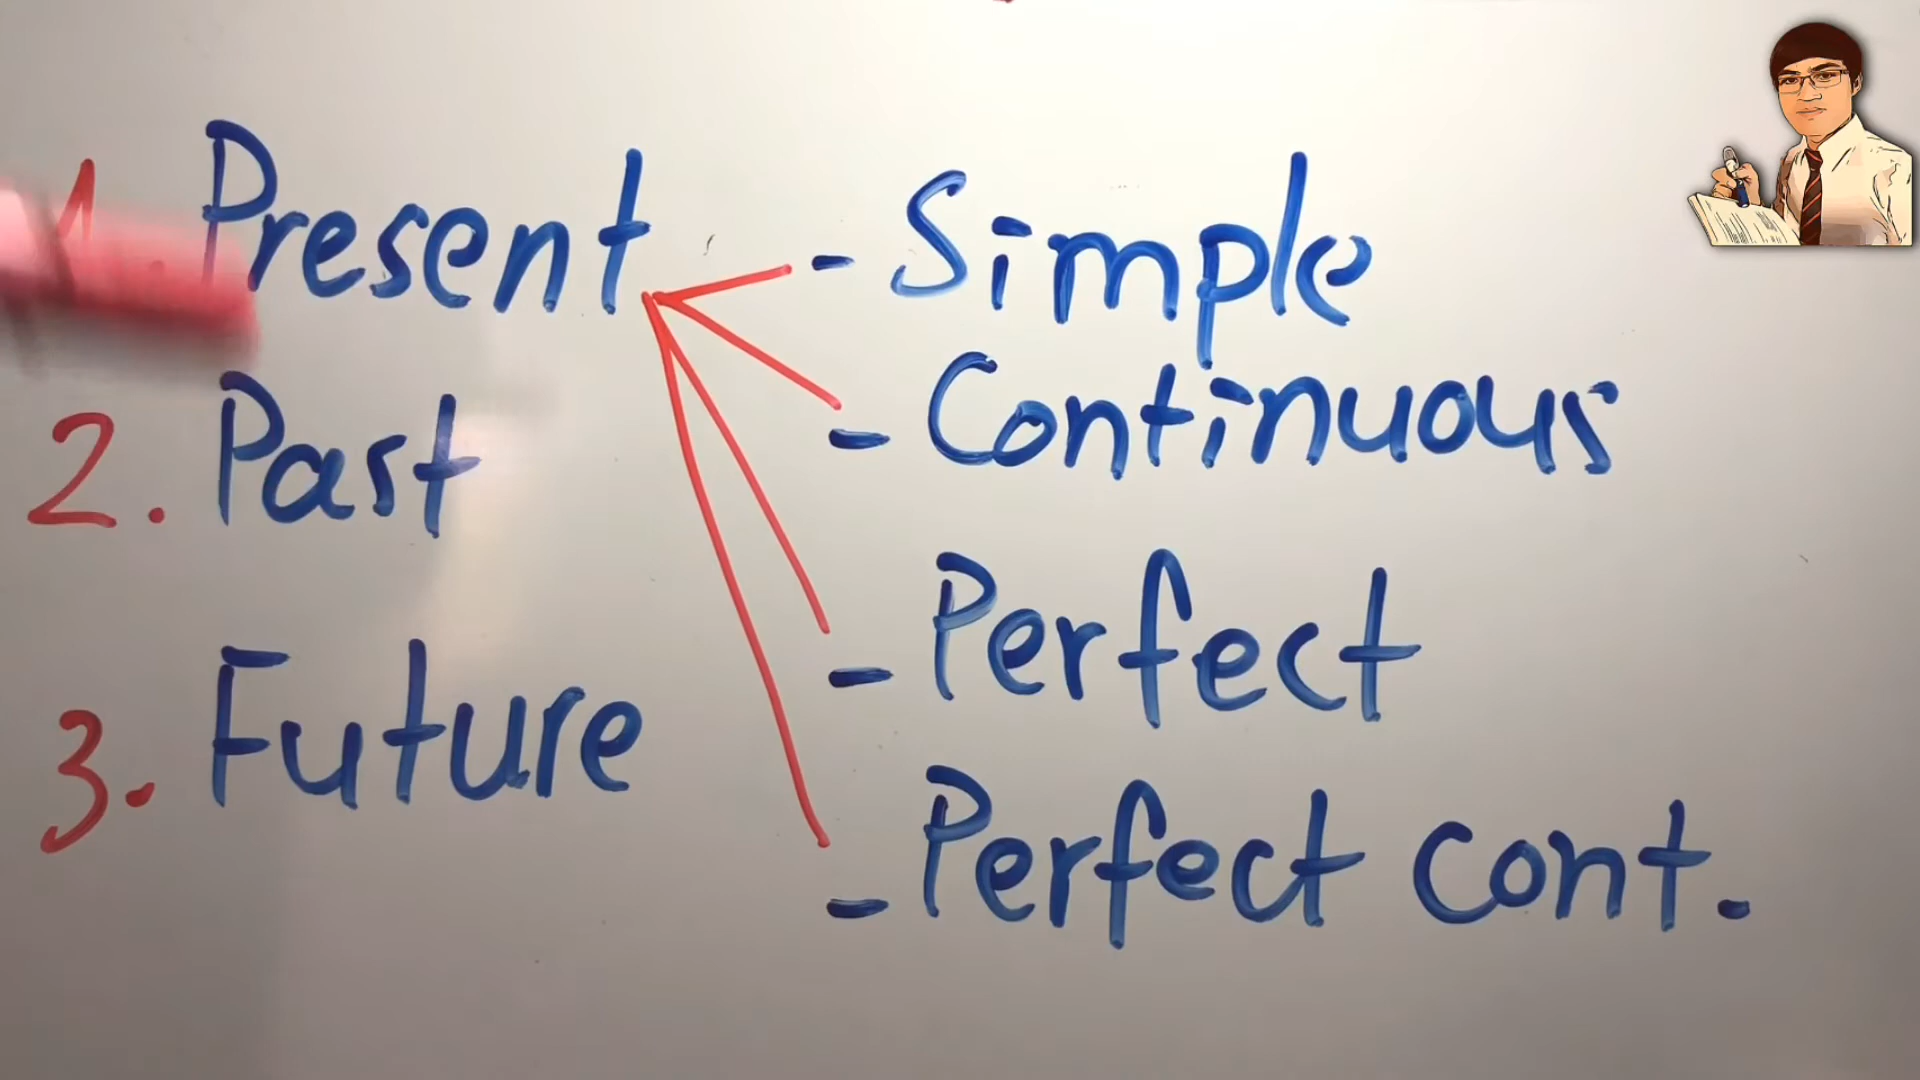 1. Present
2. Past
3. Future
- Simple
- Continuous
- Perfect
- Perfect cont.